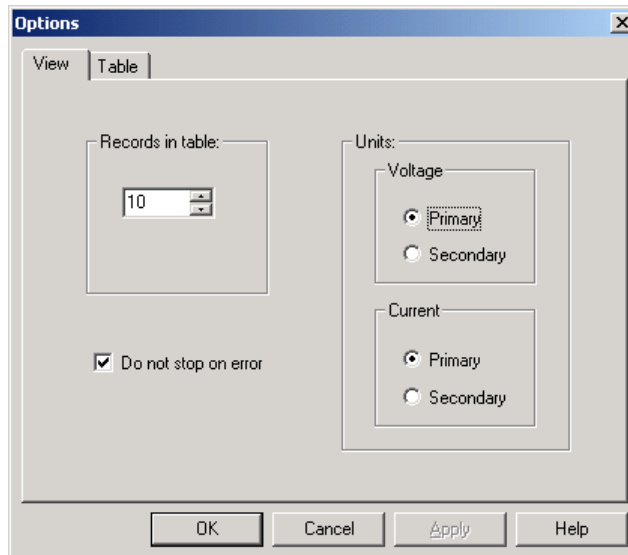 Options
View
Table
Records in table:
10
Do not stop on error
Units:
Voltage
Primary
Secondary
Current
Primary
Secondary
OK
Cancel
Apply
Help